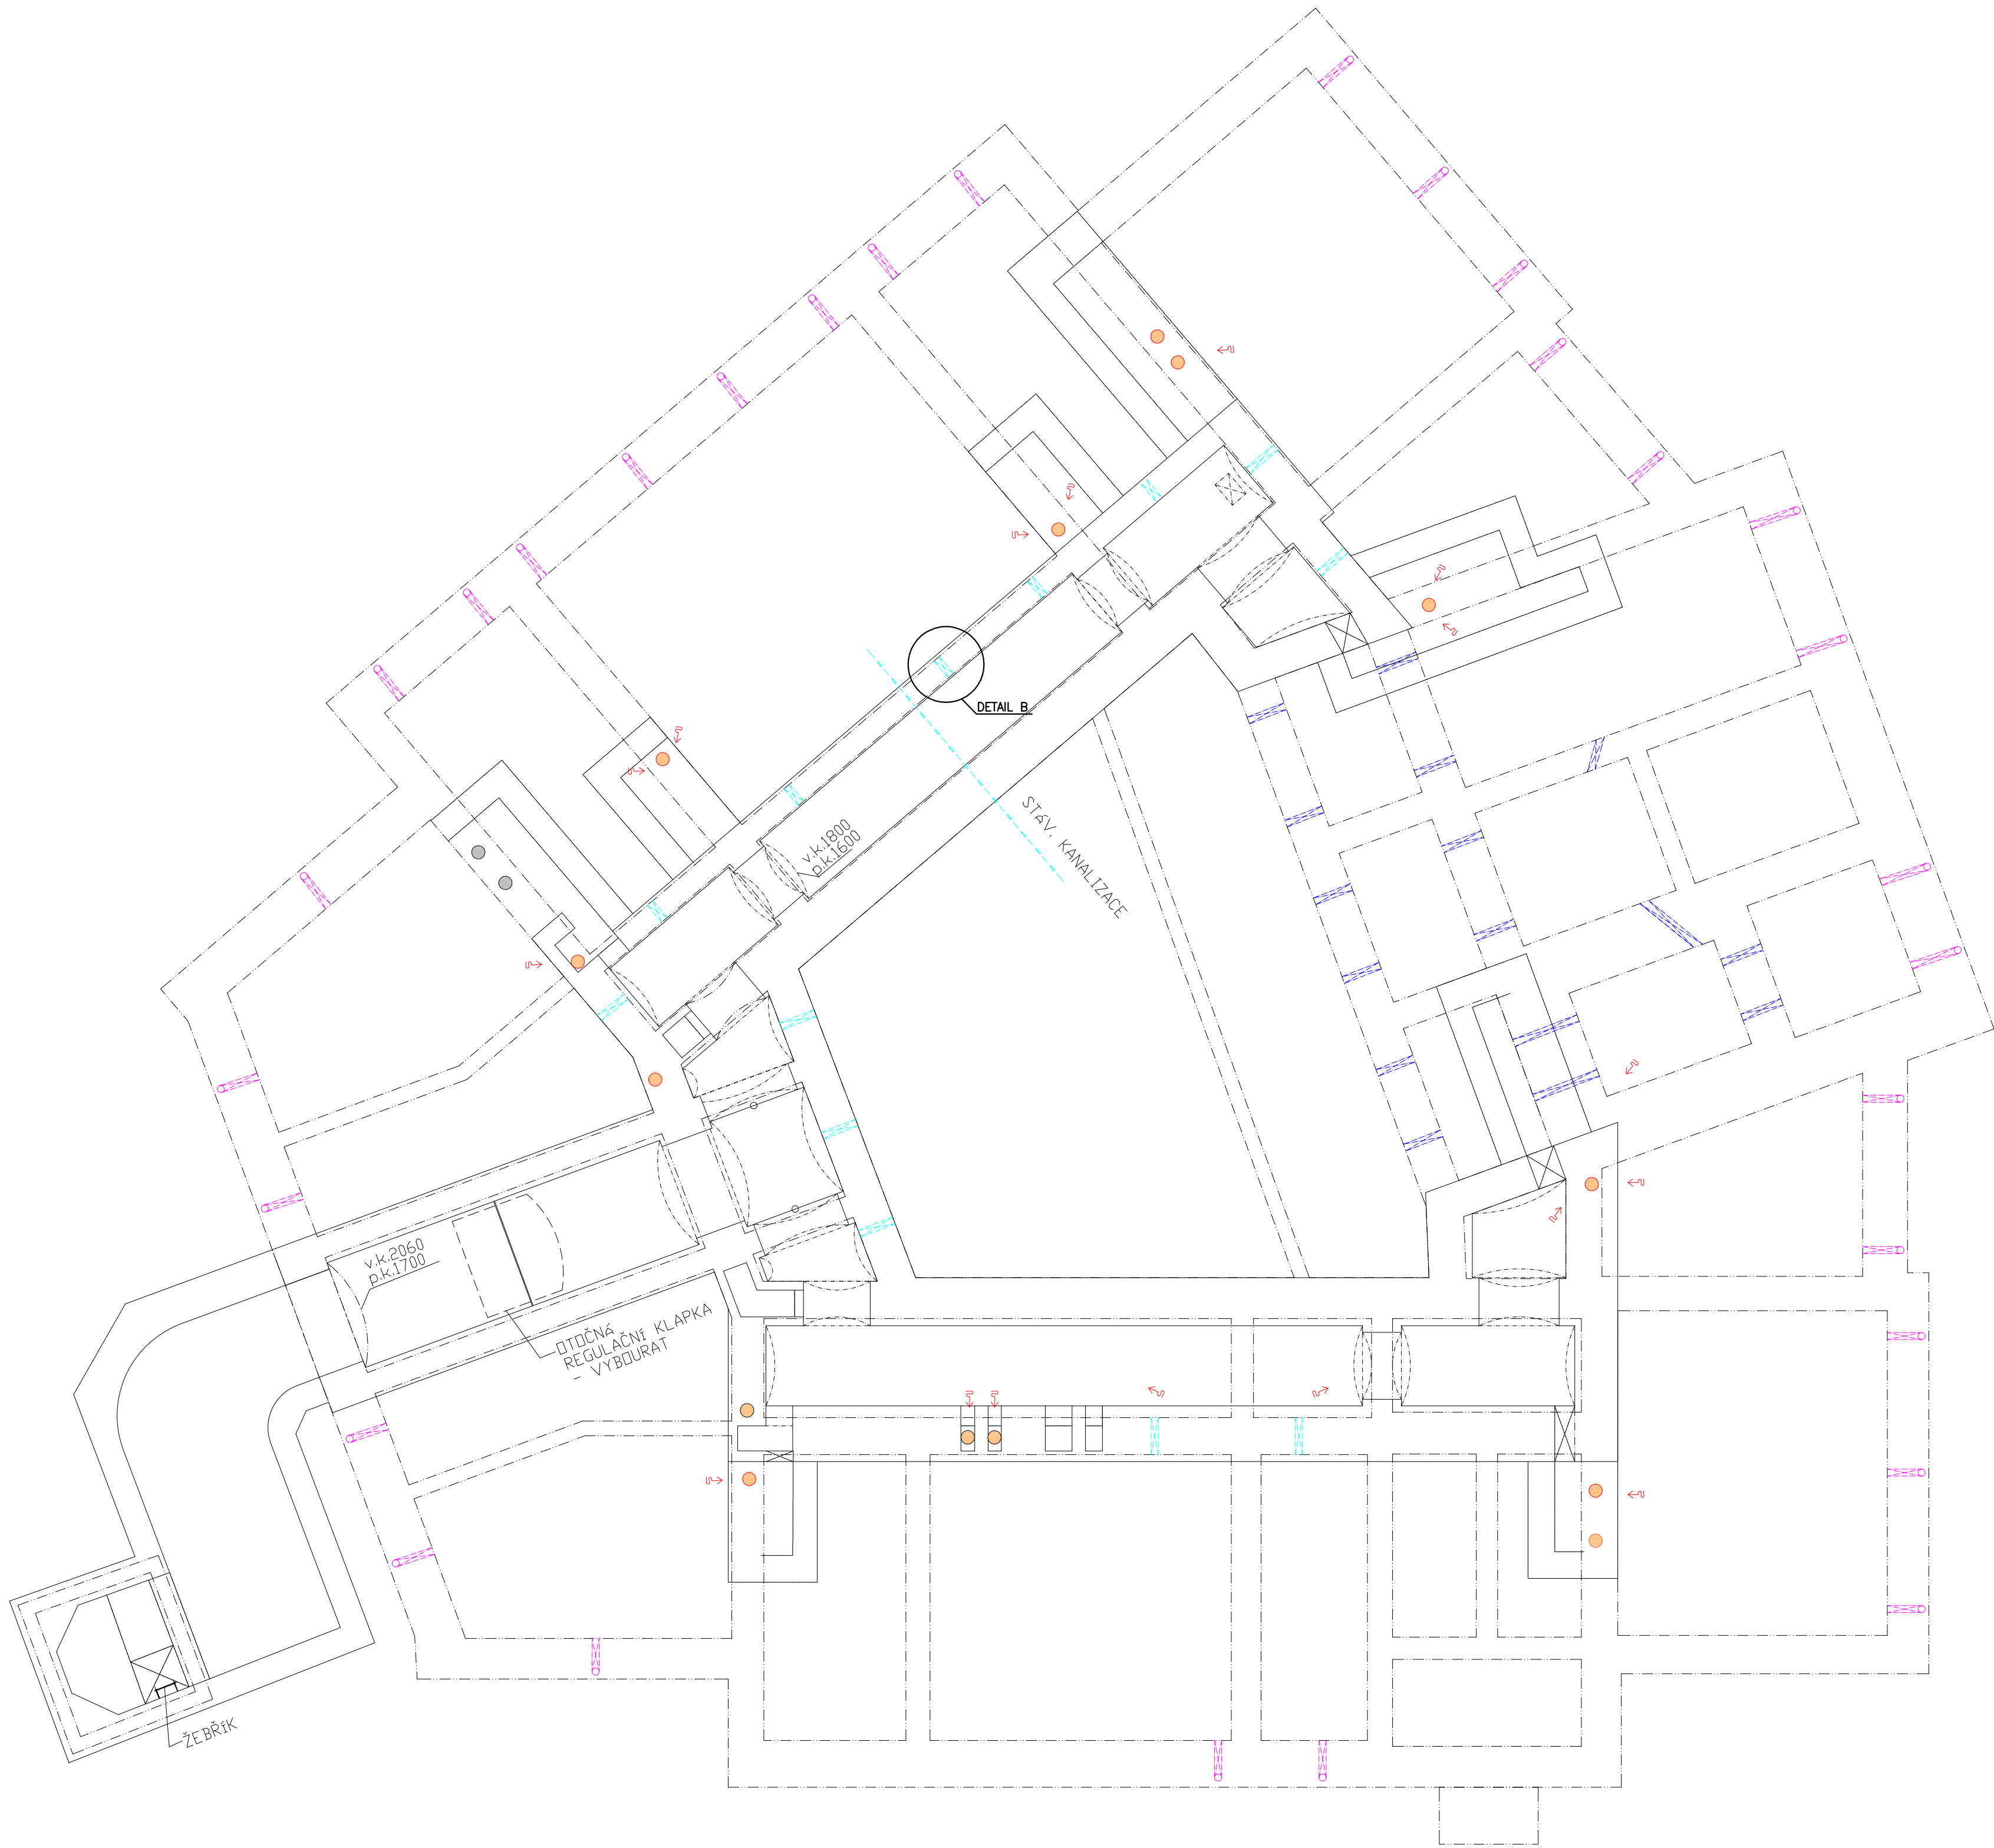 DETAIL B
STÁV. KANALIZACE
v.k.1800
p.k.1600
v.k.2060
p.k.1700
OTOČNÁ
REGULAČNÍ KLAPKA
- VYBOURAT
ŽEBŘÍK